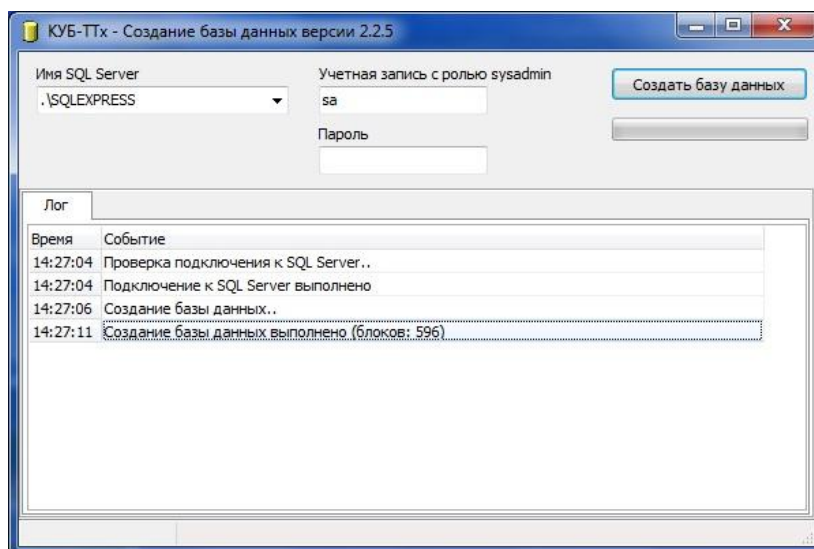 КУБ-ТТх - Создание базы данных версии 2.2.5
Имя SQL Server
.\SQLEXPRESS
Учетная запись с ролью sysadmin
sa
Пароль
Создать базу данных
Лог
Время Событие
14:27:04 Проверка подключения к SQL Server..
14:27:04 Подключение к SQL Server выполнено
14:27:06 Создание базы данных..
14:27:11 Создание базы данных выполнено (блоков: 596)